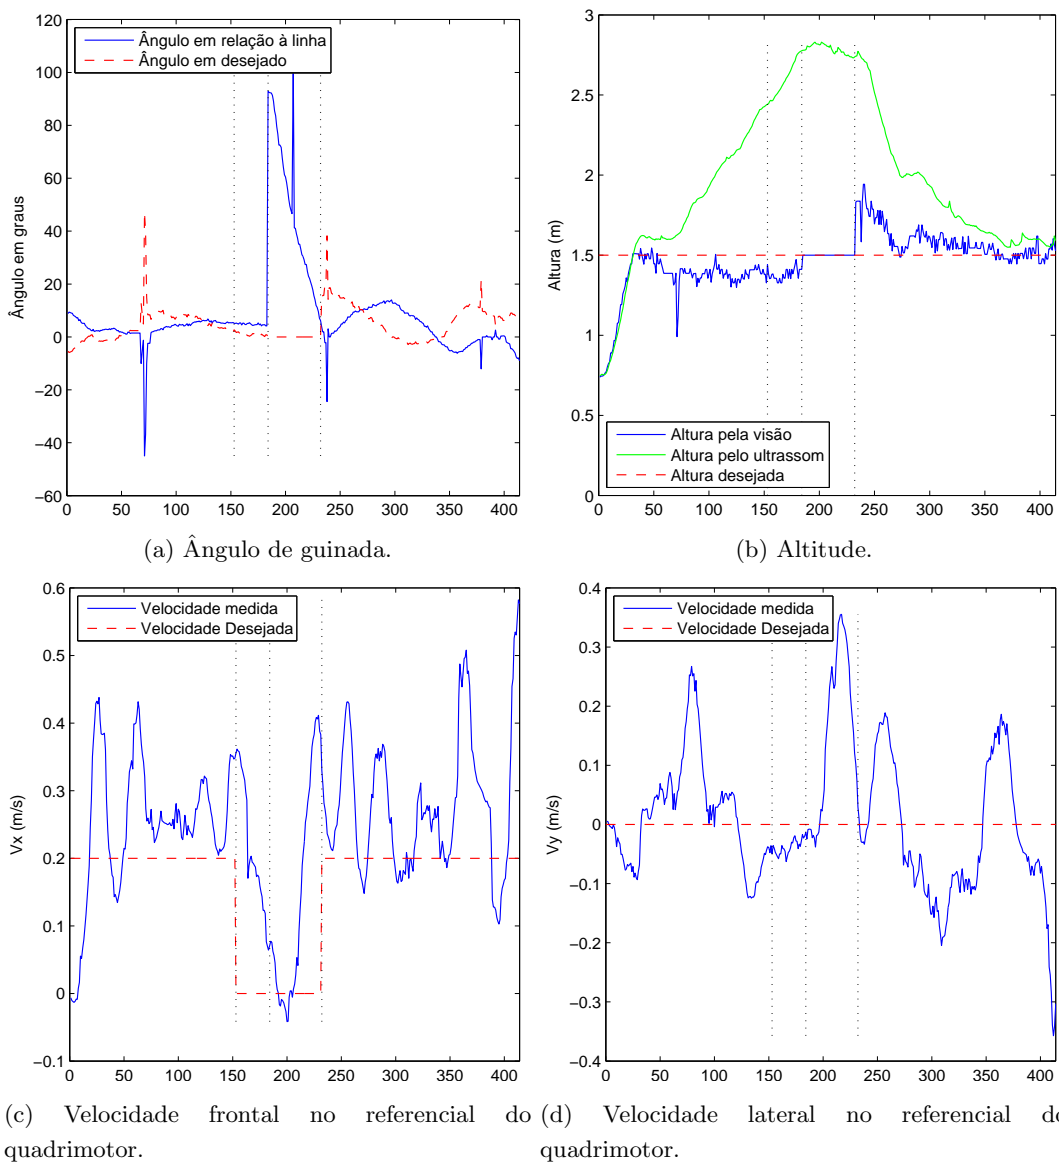 120
100
80
60
40
20
0
−20
−40
−60
0 50 100 150 200 250 300 350 400
Ângulo em graus
Ângulo em relação à linha
Ângulo em desejado
(a) Ângulo de guinada.
3
2.5
2
1.5
1
0.5
0
0 50 100 150 200 250 300 350 400
Altura (m)
Altura pela visão
Altura pelo ultrassom
Altura desejada
(b) Altitude.
0.6
0.5
0.4
0.3
0.2
0.1
0
−0.1
0 50 100 150 200 250 300 350 400
Vx (m/s)
Velocidade medida
Velocidade Desejada
(c) Velocidade frontal no referencial do
quadrimotor.
0.4
0.3
0.2
0.1
0
−0.1
−0.2
−0.3
−0.4
0 50 100 150 200 250 300 350 400
Vy (m/s)
Velocidade medida
Velocidade Desejada
(d) Velocidade lateral no referencial
quadrimotor.